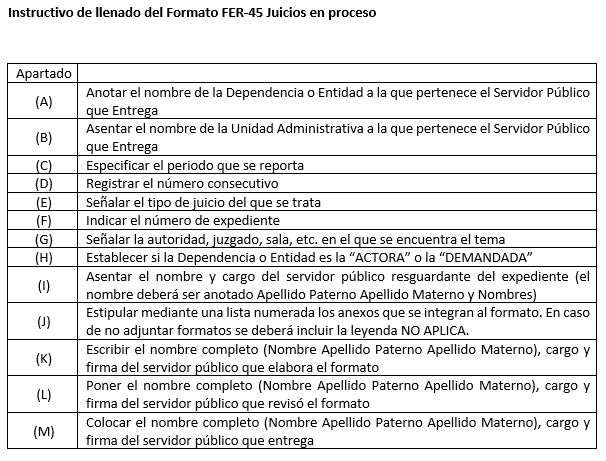 Instructivo de llenado del Formato FER-45 Juicios en proceso
Apartado
(A) Anotar el nombre de la Dependencia o Entidad a la que pertenece el Servidor Público
que Entrega
(B) Asentar el nombre de la Unidad Administrativa a la que pertenece el Servidor Público
que Entrega
(C) Especificar el periodo que se reporta
(D) Registrar el número consecutivo
(E) Señalar el tipo de juicio del que se trata
(F) Indicar el número de expediente
(G) Señalar la autoridad, juzgado, sala, etc. en el que se encuentra el tema
(H) Establecer si la Dependencia o Entidad es la “ACTORA” o la “DEMANDADA”
(I) Asentar el nombre y cargo del servidor público resguardante del expediente (el
nombre deberá ser anotado Apellido Paterno Apellido Materno y Nombres)
(J) Estipular mediante una lista numerada los anexos que se integran al formato. En caso
de no adjuntar formatos se deberá incluir la leyenda NO APLICA.
(K) Escribir el nombre completo (Nombre Apellido Paterno Apellido Materno), cargo y
firma del servidor público que elabora el formato
(L) Poner el nombre completo (Nombre Apellido Paterno Apellido Materno), cargo y
firma del servidor público que revisó el formato
(M) Colocar el nombre completo (Nombre Apellido Paterno Apellido Materno), cargo y
firma del servidor público que entrega